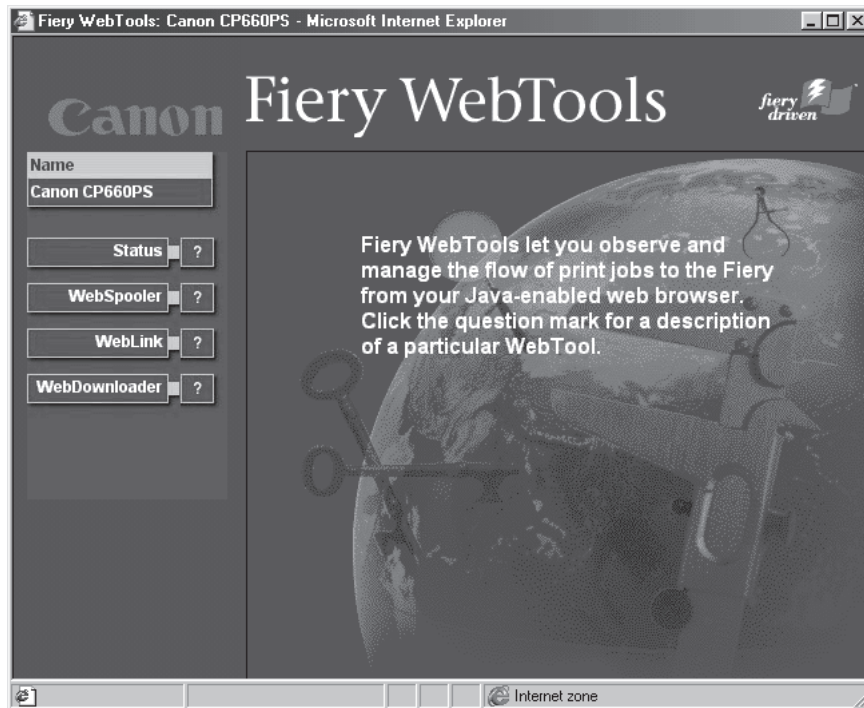 Fiery WebTools: Canon CP660PS - Microsoft Internet Explorer
Canon
Fiery WebTools
fiery
driven
Name
Canon CP660PS
Status ?
WebSpooler ?
WebLink ?
WebDownloader ?
Fiery WebTools let you observe and
manage the flow of print jobs to the Fiery
from your Java-enabled web browser.
Click the question mark for a description
of a particular WebTool.
Internet zone